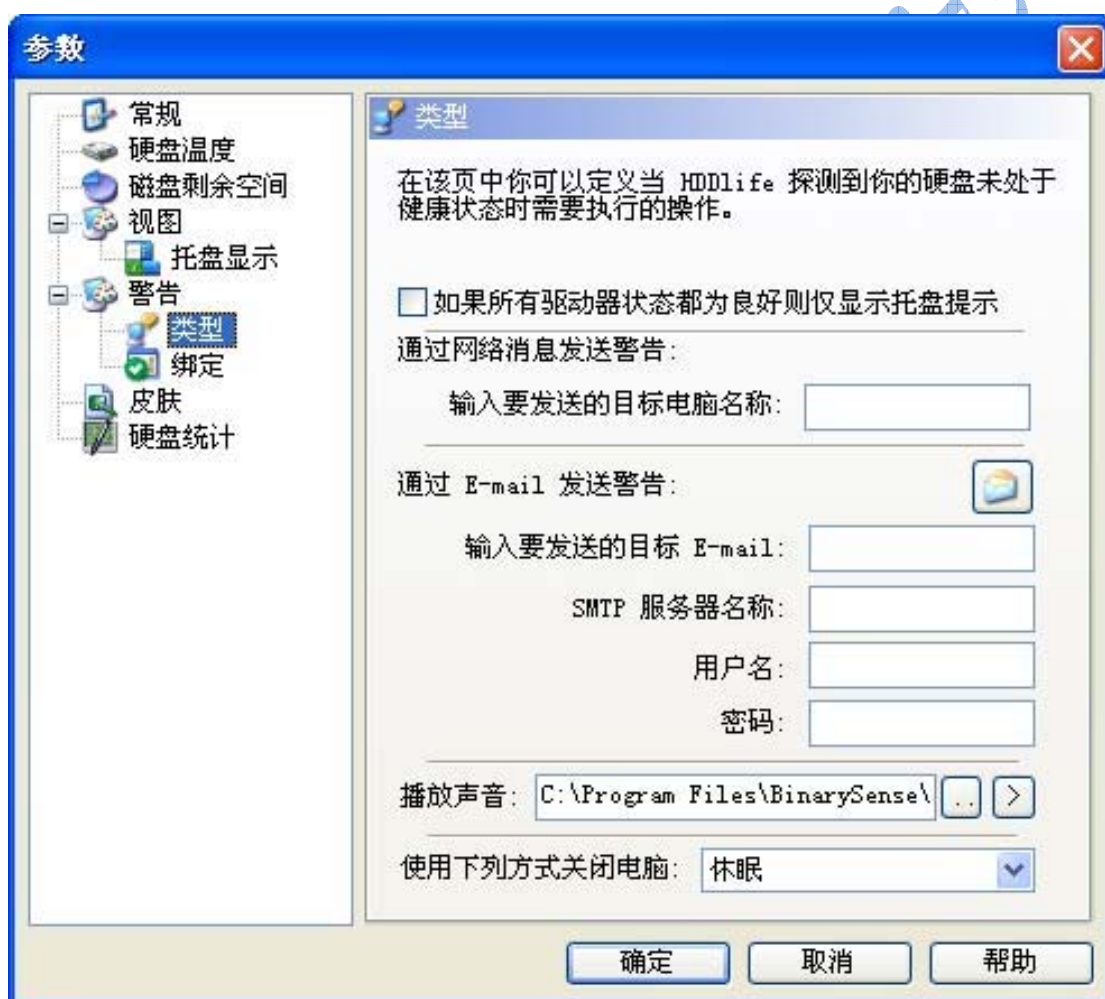 参数
常规
硬盘温度
磁盘剩余空间
视图
托盘显示
警告
类型
绑定
皮肤
硬盘统计
类型
在该页中你可以定义当 HDDlife 探测到你的硬盘未处于
健康状态时需要执行的操作。
如果所有驱动器状态都为良好则仅显示托盘提示
通过网络消息发送警告:
输入要发送的目标电脑名称:
通过 E-mail 发送警告:
输入要发送的目标 E-mail:
SMTP 服务器名称:
用户名:
密码:
播放声音: C:\Program Files\BinarySense\ .. >
使用下列方式关闭电脑: 休眠
确定 取消 帮助